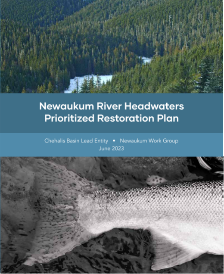 Newaukum River Headwaters
Prioritized Restoration Plan
Chehalis Basin Lead Entity • Newaukum Work Group
June 2023